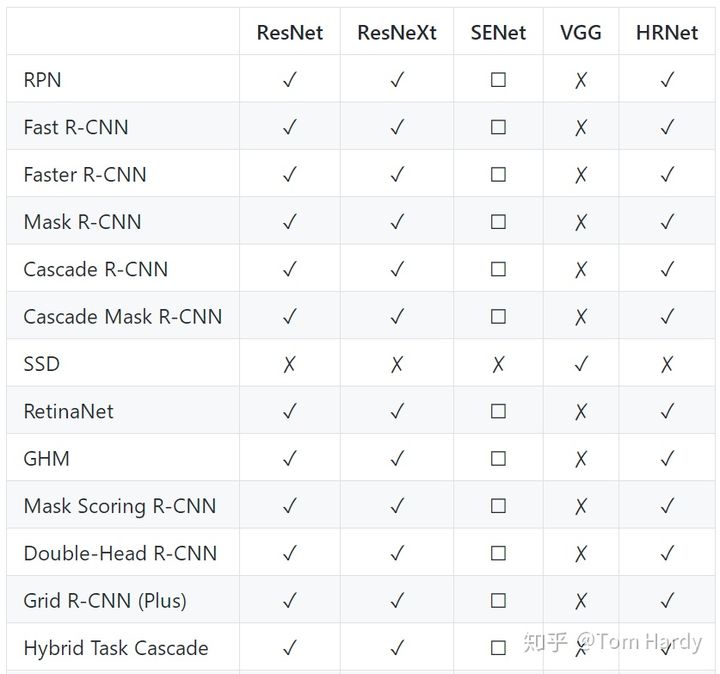 ResNet ResNeXt SENet VGG HRNet
RPN ✓ ✓ ☐ ✗ ✓
Fast R-CNN ✓ ✓ ☐ ✗ ✓
Faster R-CNN ✓ ✓ ☐ ✗ ✓
Mask R-CNN ✓ ✓ ☐ ✗ ✓
Cascade R-CNN ✓ ✓ ☐ ✗ ✓
Cascade Mask R-CNN ✓ ✓ ☐ ✗ ✓
SSD ✗ ✗ ✗ ✓ ✗
RetinaNet ✓ ✓ ☐ ✗ ✓
GHM ✓ ✓ ☐ ✗ ✓
Mask Scoring R-CNN ✓ ✓ ☐ ✗ ✓
Double-Head R-CNN ✓ ✓ ☐ ✗ ✓
Grid R-CNN (Plus) ✓ ✓ ☐ ✗ ✓
Hybrid Task Cascade ✓ ✓ ☐ ✗ ✓
知乎 @Tom Hardy